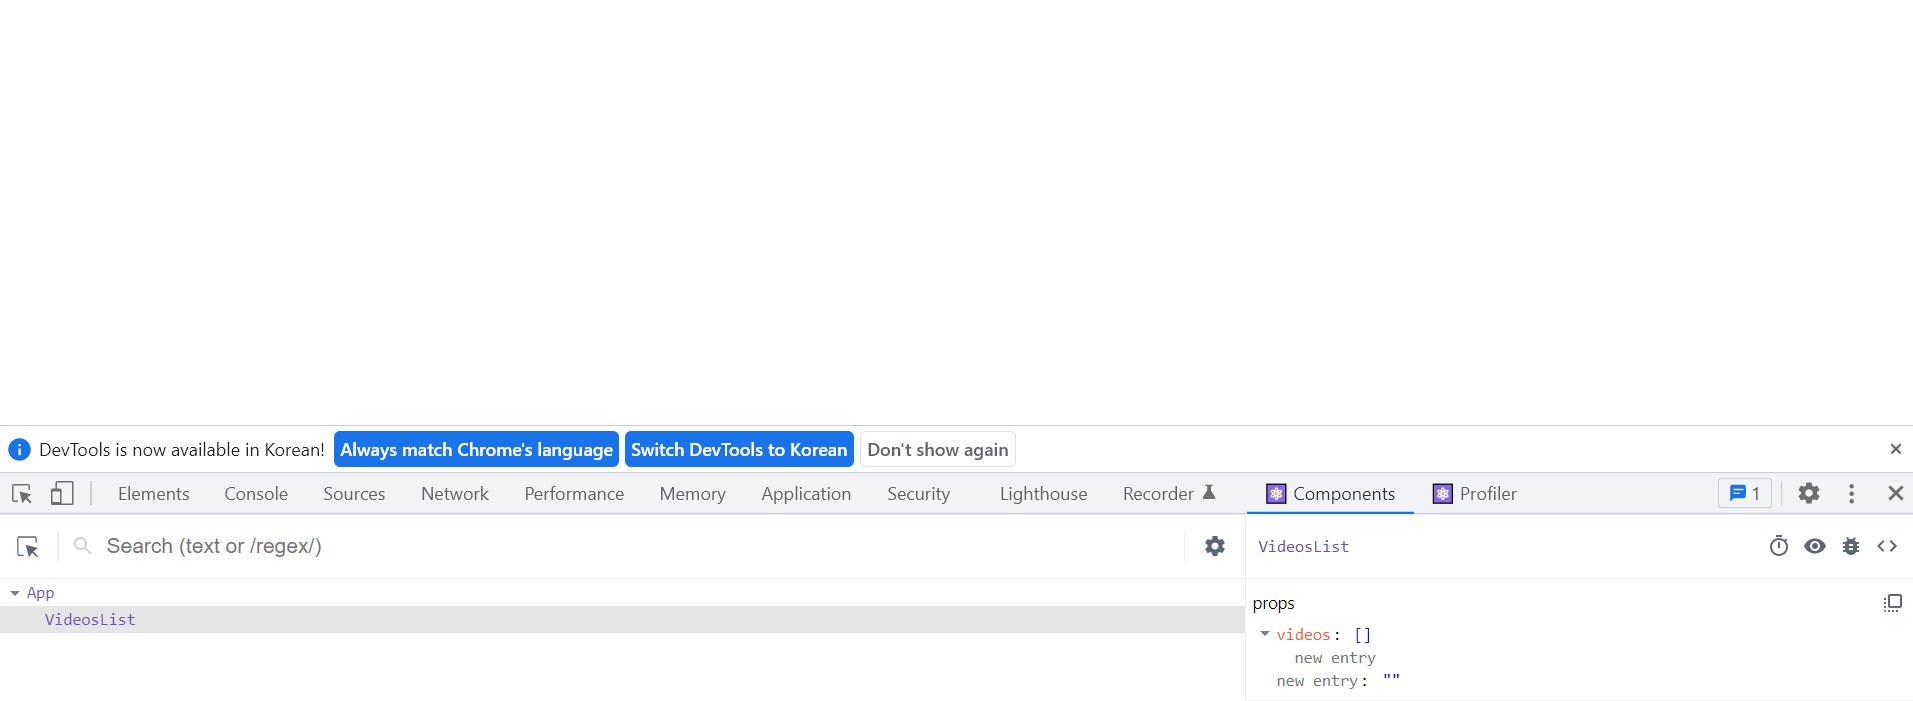 DevTools is now available in Korean! Always match Chrome's language Switch DevTools to Korean Don't show again
Elements Console Sources Network Performance Memory Application Security Lighthouse Recorder Components Profiler 1
Search (text or /regex/)
VideosList
App
VideosList
props
videos: []
new entry
new entry: ""